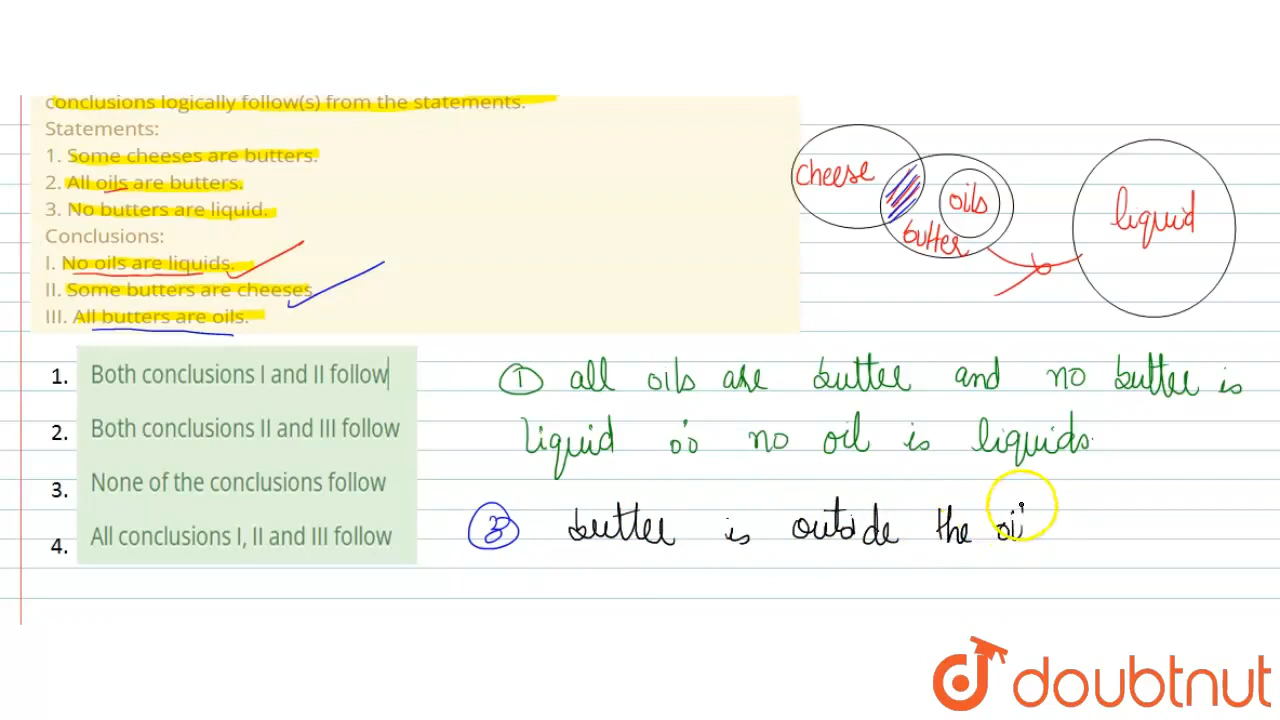 conclusions logically follow(s) from the statements.
Statements:
1. Some cheeses are butters.
2. All oils are butters.
3. No butters are liquid.
Conclusions:
I. No oils are liquids.
II. Some butters are cheeses
III. All butters are oils.
cheese
oils
butter
liquid
1. Both conclusions I and II follow
2. Both conclusions II and III follow
3. None of the conclusions follow
4. All conclusions I, II and III follow
① all oils are butter and no butter is
liquid ∴ no oil is liquids.
③ butter is outside the oi
doubtnut